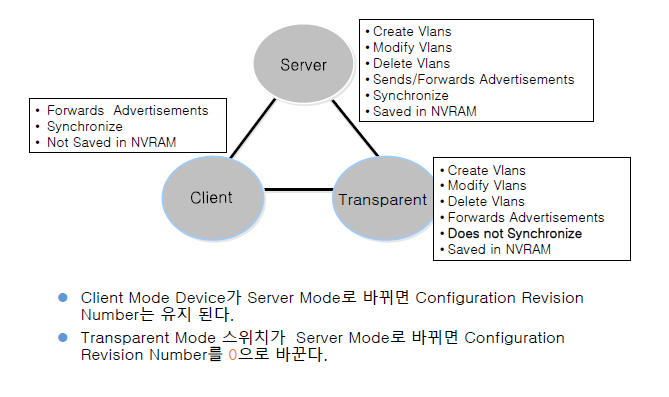 Server
• Create Vlans
• Modify Vlans
• Delete Vlans
• Sends/Forwards Advertisements
• Synchronize
• Saved in NVRAM
• Forwards Advertisements
• Synchronize
• Not Saved in NVRAM
Client
Transparent
• Create Vlans
• Modify Vlans
• Delete Vlans
• Forwards Advertisements
• Does not Synchronize
• Saved in NVRAM
● Client Mode Device가 Server Mode로 바뀌면 Configuration Revision
Number는 유지 된다.
● Transparent Mode 스위치가 Server Mode로 바뀌면 Configuration
Revision Number를 0으로 바꾼다.